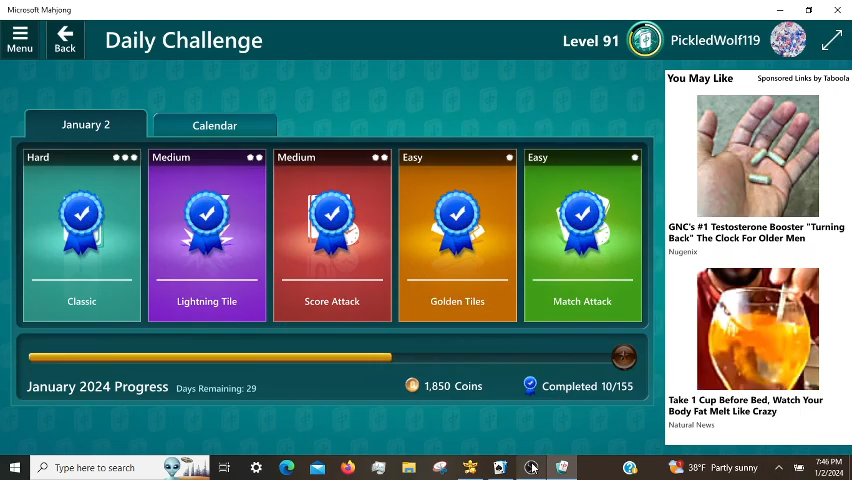 Microsoft Mahjong
Menu
Back
Daily Challenge
Level 91
PickledWolf119
You May Like
Sponsored Links by Taboola
January 2
Calendar
Hard
Medium
Medium
Easy
Easy
Classic
Lightning Tile
Score Attack
Golden Tiles
Match Attack
GNC's #1 Testosterone Booster "Turning
Back" The Clock For Older Men
Nugenix
January 2024 Progress
Days Remaining: 29
1,850 Coins
Completed 10/155
Take 1 Cup Before Bed, Watch Your
Body Fat Melt Like Crazy
Natural News
Type here to search
38°F Partly sunny
7:46 PM
1/2/2024